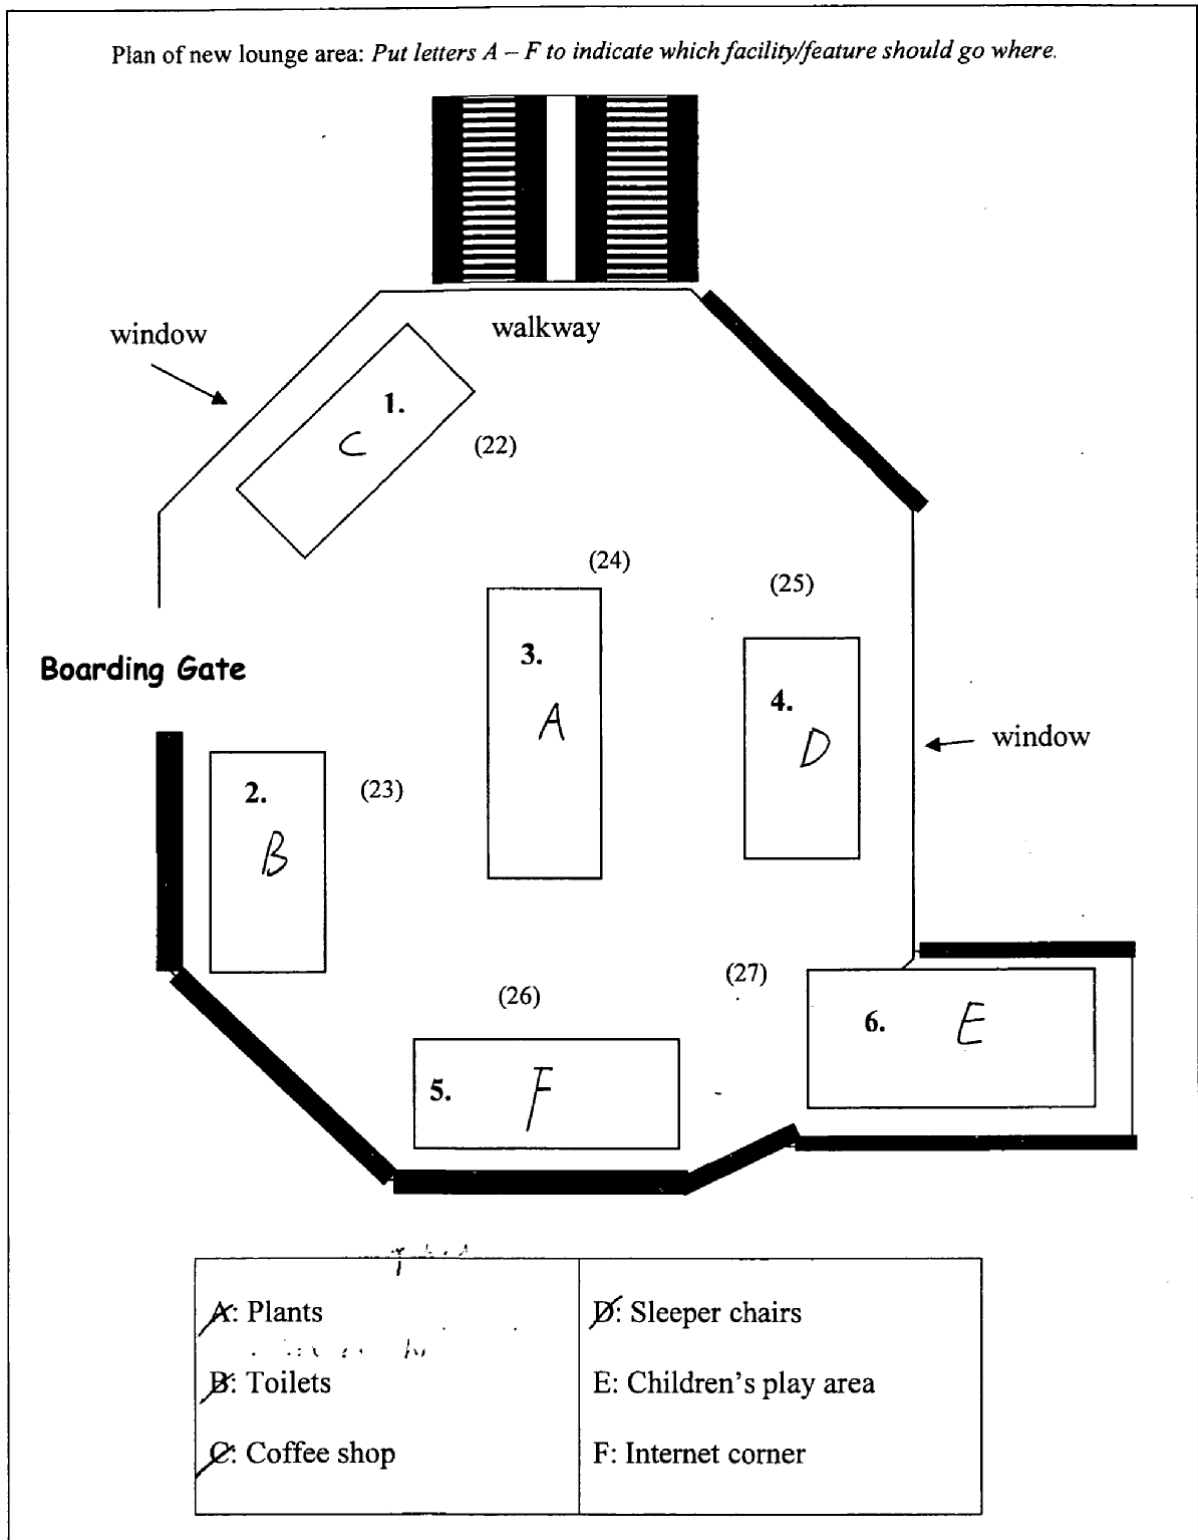 Plan of new lounge area: Put letters A – F to indicate which facility/feature should go where.
walkway
window
1.
C
(22)
(24)
(25)
Boarding Gate
3.
A
4.
D
window
2.
B
(23)
(26)
(27)
6.
E
5.
F
A: Plants
D: Sleeper chairs
B: Toilets
E: Children's play area
C: Coffee shop
F: Internet corner